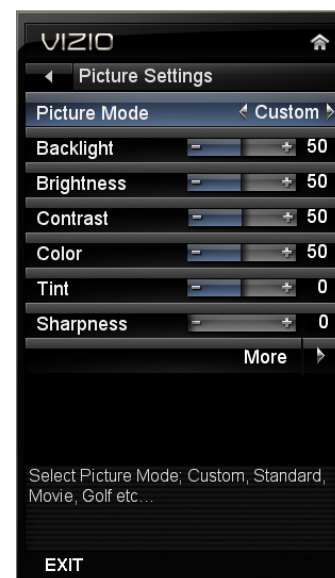 VIZIO
Picture Settings
Picture Mode Custom
Backlight - + 50
Brightness - + 50
Contrast - + 50
Color - + 50
Tint - + 0
Sharpness - + 0
More
Select Picture Mode; Custom, Standard,
Movie, Golf etc...
EXIT